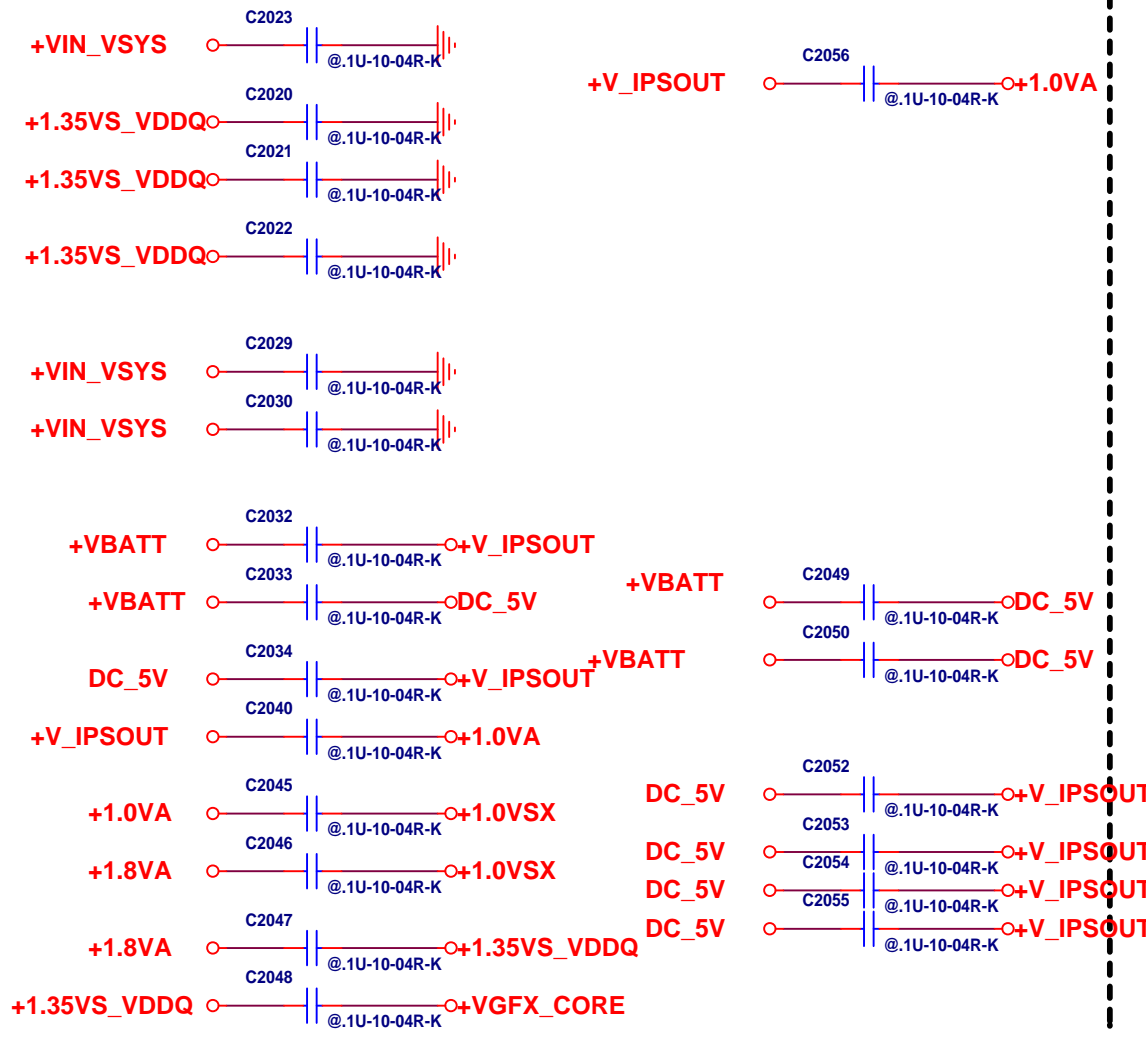 C2023
+VIN_VSYS
@.1U-10-04R-K
C2020
+1.35VS_VDDQ
@.1U-10-04R-K
C2021
+1.35VS_VDDQ
@.1U-10-04R-K
C2022
+1.35VS_VDDQ
@.1U-10-04R-K
C2029
+VIN_VSYS
@.1U-10-04R-K
C2030
+VIN_VSYS
@.1U-10-04R-K
C2032
+VBATT +V_IPSOUT
@.1U-10-04R-K
C2033
+VBATT DC_5V
@.1U-10-04R-K
C2034
DC_5V +V_IPSOUT
@.1U-10-04R-K
C2040
+V_IPSOUT +1.0VA
@.1U-10-04R-K
C2045
+1.0VA +1.0VSX
@.1U-10-04R-K
C2046
+1.8VA +1.0VSX
@.1U-10-04R-K
C2047
+1.8VA +1.35VS_VDDQ
@.1U-10-04R-K
C2048
+1.35VS_VDDQ +VGFX_CORE
@.1U-10-04R-K
C2056
+V_IPSOUT +1.0VA
@.1U-10-04R-K
C2049
+VBATT DC_5V
@.1U-10-04R-K
C2050
+VBATT DC_5V
@.1U-10-04R-K
C2052
DC_5V +V_IPSOUT
@.1U-10-04R-K
C2053
DC_5V +V_IPSOUT
@.1U-10-04R-K
C2054
DC_5V +V_IPSOUT
@.1U-10-04R-K
C2055
DC_5V +V_IPSOUT
@.1U-10-04R-K